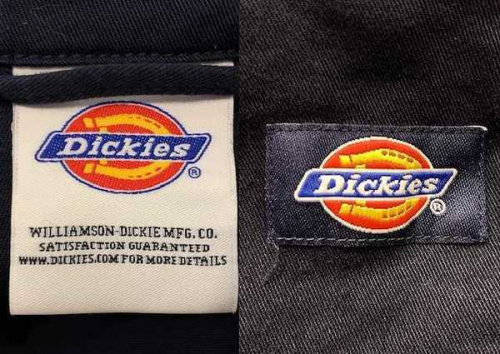 Dickies
®
WILLIAMSON-DICKIE MFG. CO.
SATISFACTION GUARANTEED
WWW.DICKIES.COM FOR MORE DETAILS
Dickies
®